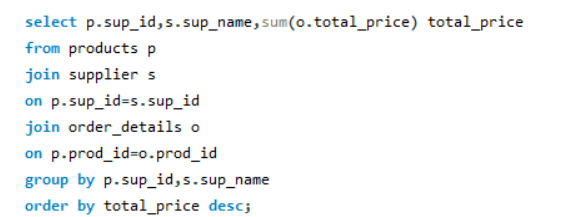 select p.sup_id,s.sup_name,sum(o.total_price) total_price
from products p
join supplier s
on p.sup_id=s.sup_id
join order_details o
on p.prod_id=o.prod_id
group by p.sup_id,s.sup_name
order by total_price desc;